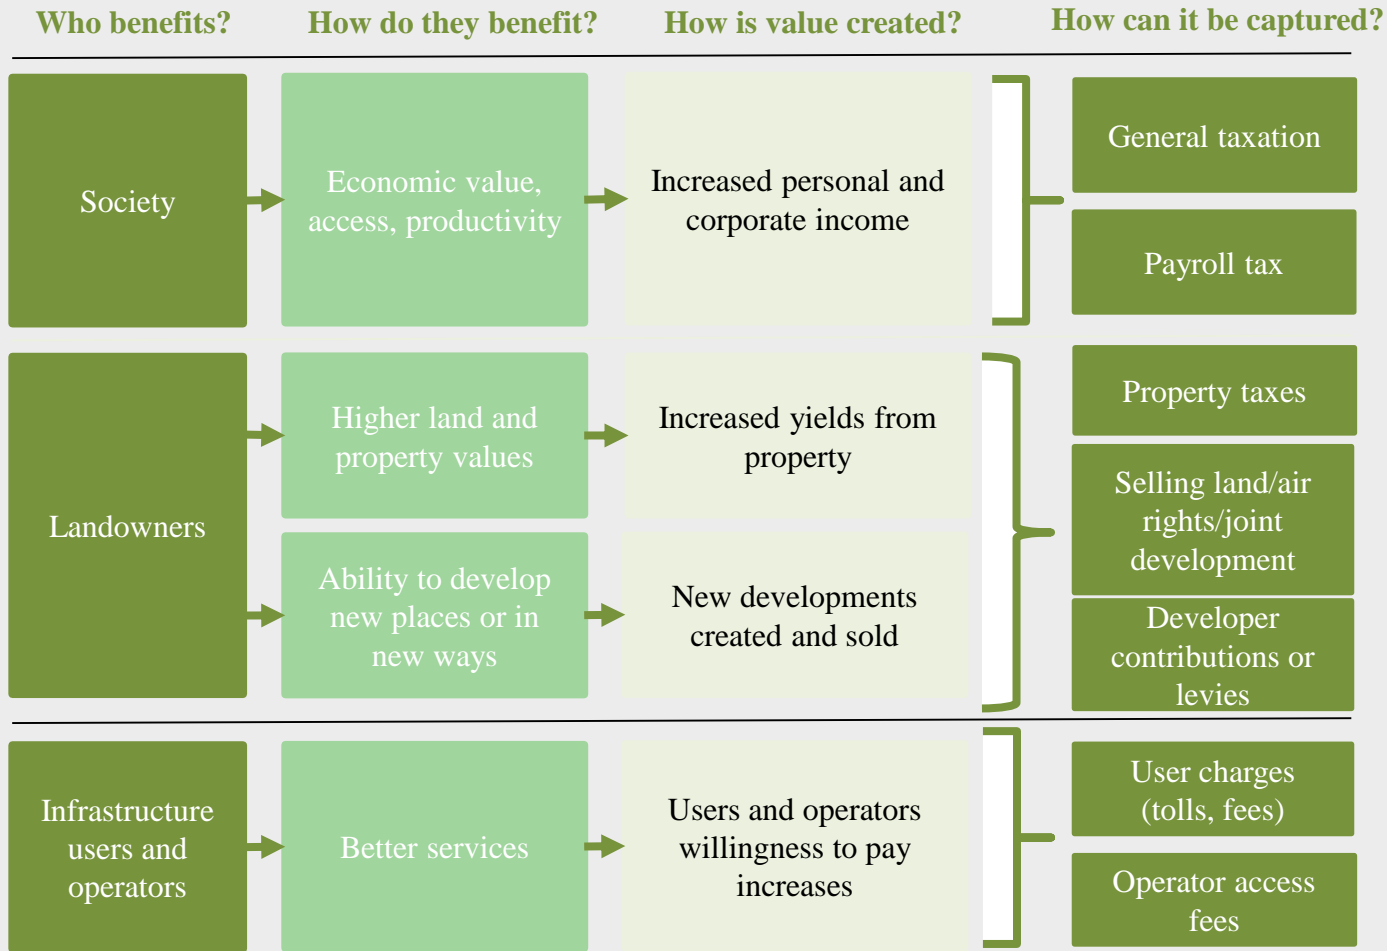 Who benefits?
How do they benefit?
How is value created?
How can it be captured?
Society
Economic value,
access, productivity
Increased personal and
corporate income
General taxation
Payroll tax
Landowners
Higher land and
property values
Increased yields from
property
Ability to develop
new places or in
new ways
New developments
created and sold
Property taxes
Selling land/air
rights/joint
development
Developer
contributions or
levies
Infrastructure
users and
operators
Better services
Users and operators
willingness to pay
increases
User charges
(tolls, fees)
Operator access
fees